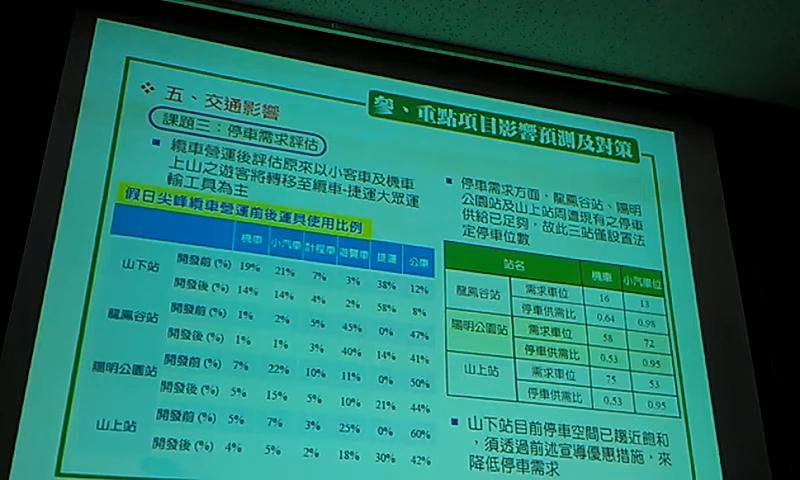 參、重點項目影響預測及對策
五、交通影響
課題三：停車需求評估
纜車營運後評估原來以小客車及機車
上山之遊客將轉移至纜車-捷運大眾運
輸工具為主
假日尖峰纜車營運前後運具使用比例
機車 小汽車 計程車 遊覽車 捷運 公車
山下站 開發前(%) 19% 21% 7% 3% 38% 12%
開發後(%) 14% 14% 4% 2% 58% 8%
龍鳳谷站 開發前(%) 1% 2% 5% 45% 0% 47%
開發後(%) 1% 1% 3% 40% 14% 41%
陽明公園站 開發前(%) 7% 22% 10% 11% 0% 50%
開發後(%) 5% 15% 5% 10% 21% 44%
山上站 開發前(%) 5% 7% 3% 25% 0% 60%
開發後(%) 4% 5% 2% 18% 30% 42%
停車需求方面，龍鳳谷站、陽明
公園站及山上站周遭現有之停車
供給已足夠，故此三站僅設置法
定停車位數
站名 機車 小汽車位
龍鳳谷站 需求車位 16 13
停車供需比 0.64 0.98
陽明公園站 需求車位 58 72
停車供需比 0.53 0.95
山上站 需求車位 75 53
停車供需比 0.53 0.95
山下站目前停車空間已趨近飽和
，須透過前述宣導優惠措施，來
降低停車需求